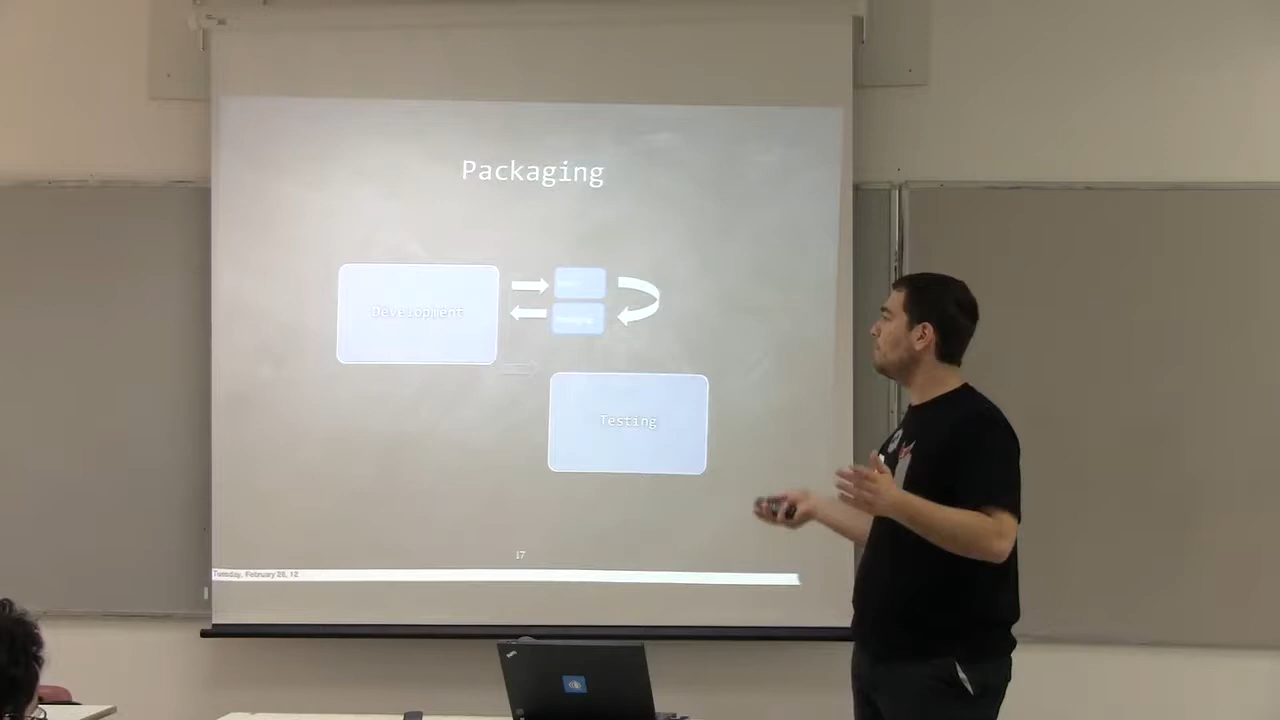 Packaging
Development
Testing
17
Tuesday, February 28, 12